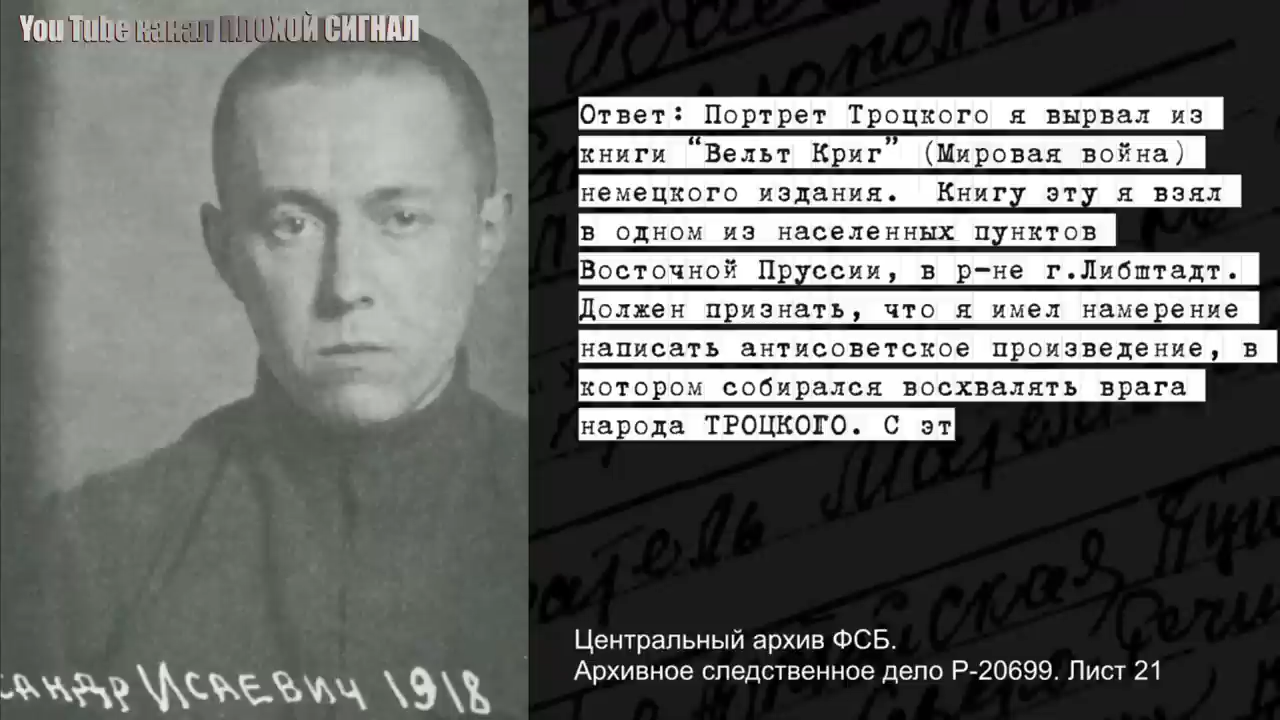 You Tube канал ПЛОХОЙ СИГНАЛ
Ответ: Портрет Троцкого я вырвал из
книги “Вельт Криг” (Мировая война)
немецкого издания. Книгу эту я взял
в одном из населенных пунктов
Восточной Пруссии, в р-не г.Либштадт.
Должен признать, что я имел намерение
написать антисоветское произведение, в
котором собирался восхвалять врага
народа ТРОЦКОГО. С эт
сандр Исаевич 1918
Центральный архив ФСБ.
Архивное следственное дело Р-20699. Лист 21